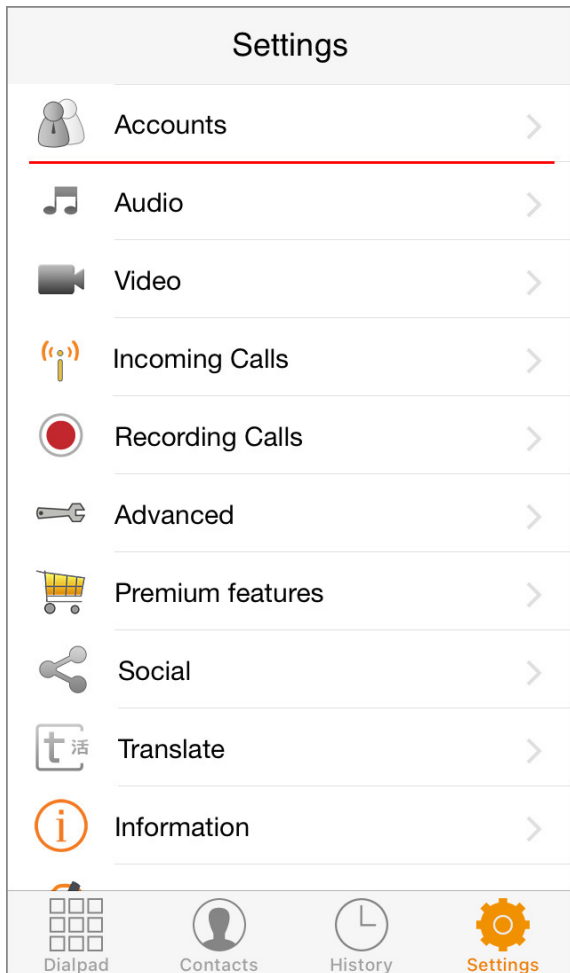 Settings
Accounts
Audio
Video
Incoming Calls
Recording Calls
Advanced
Premium features
Social
t 活
Translate
i
Information
Dialpad
Contacts
History
Settings